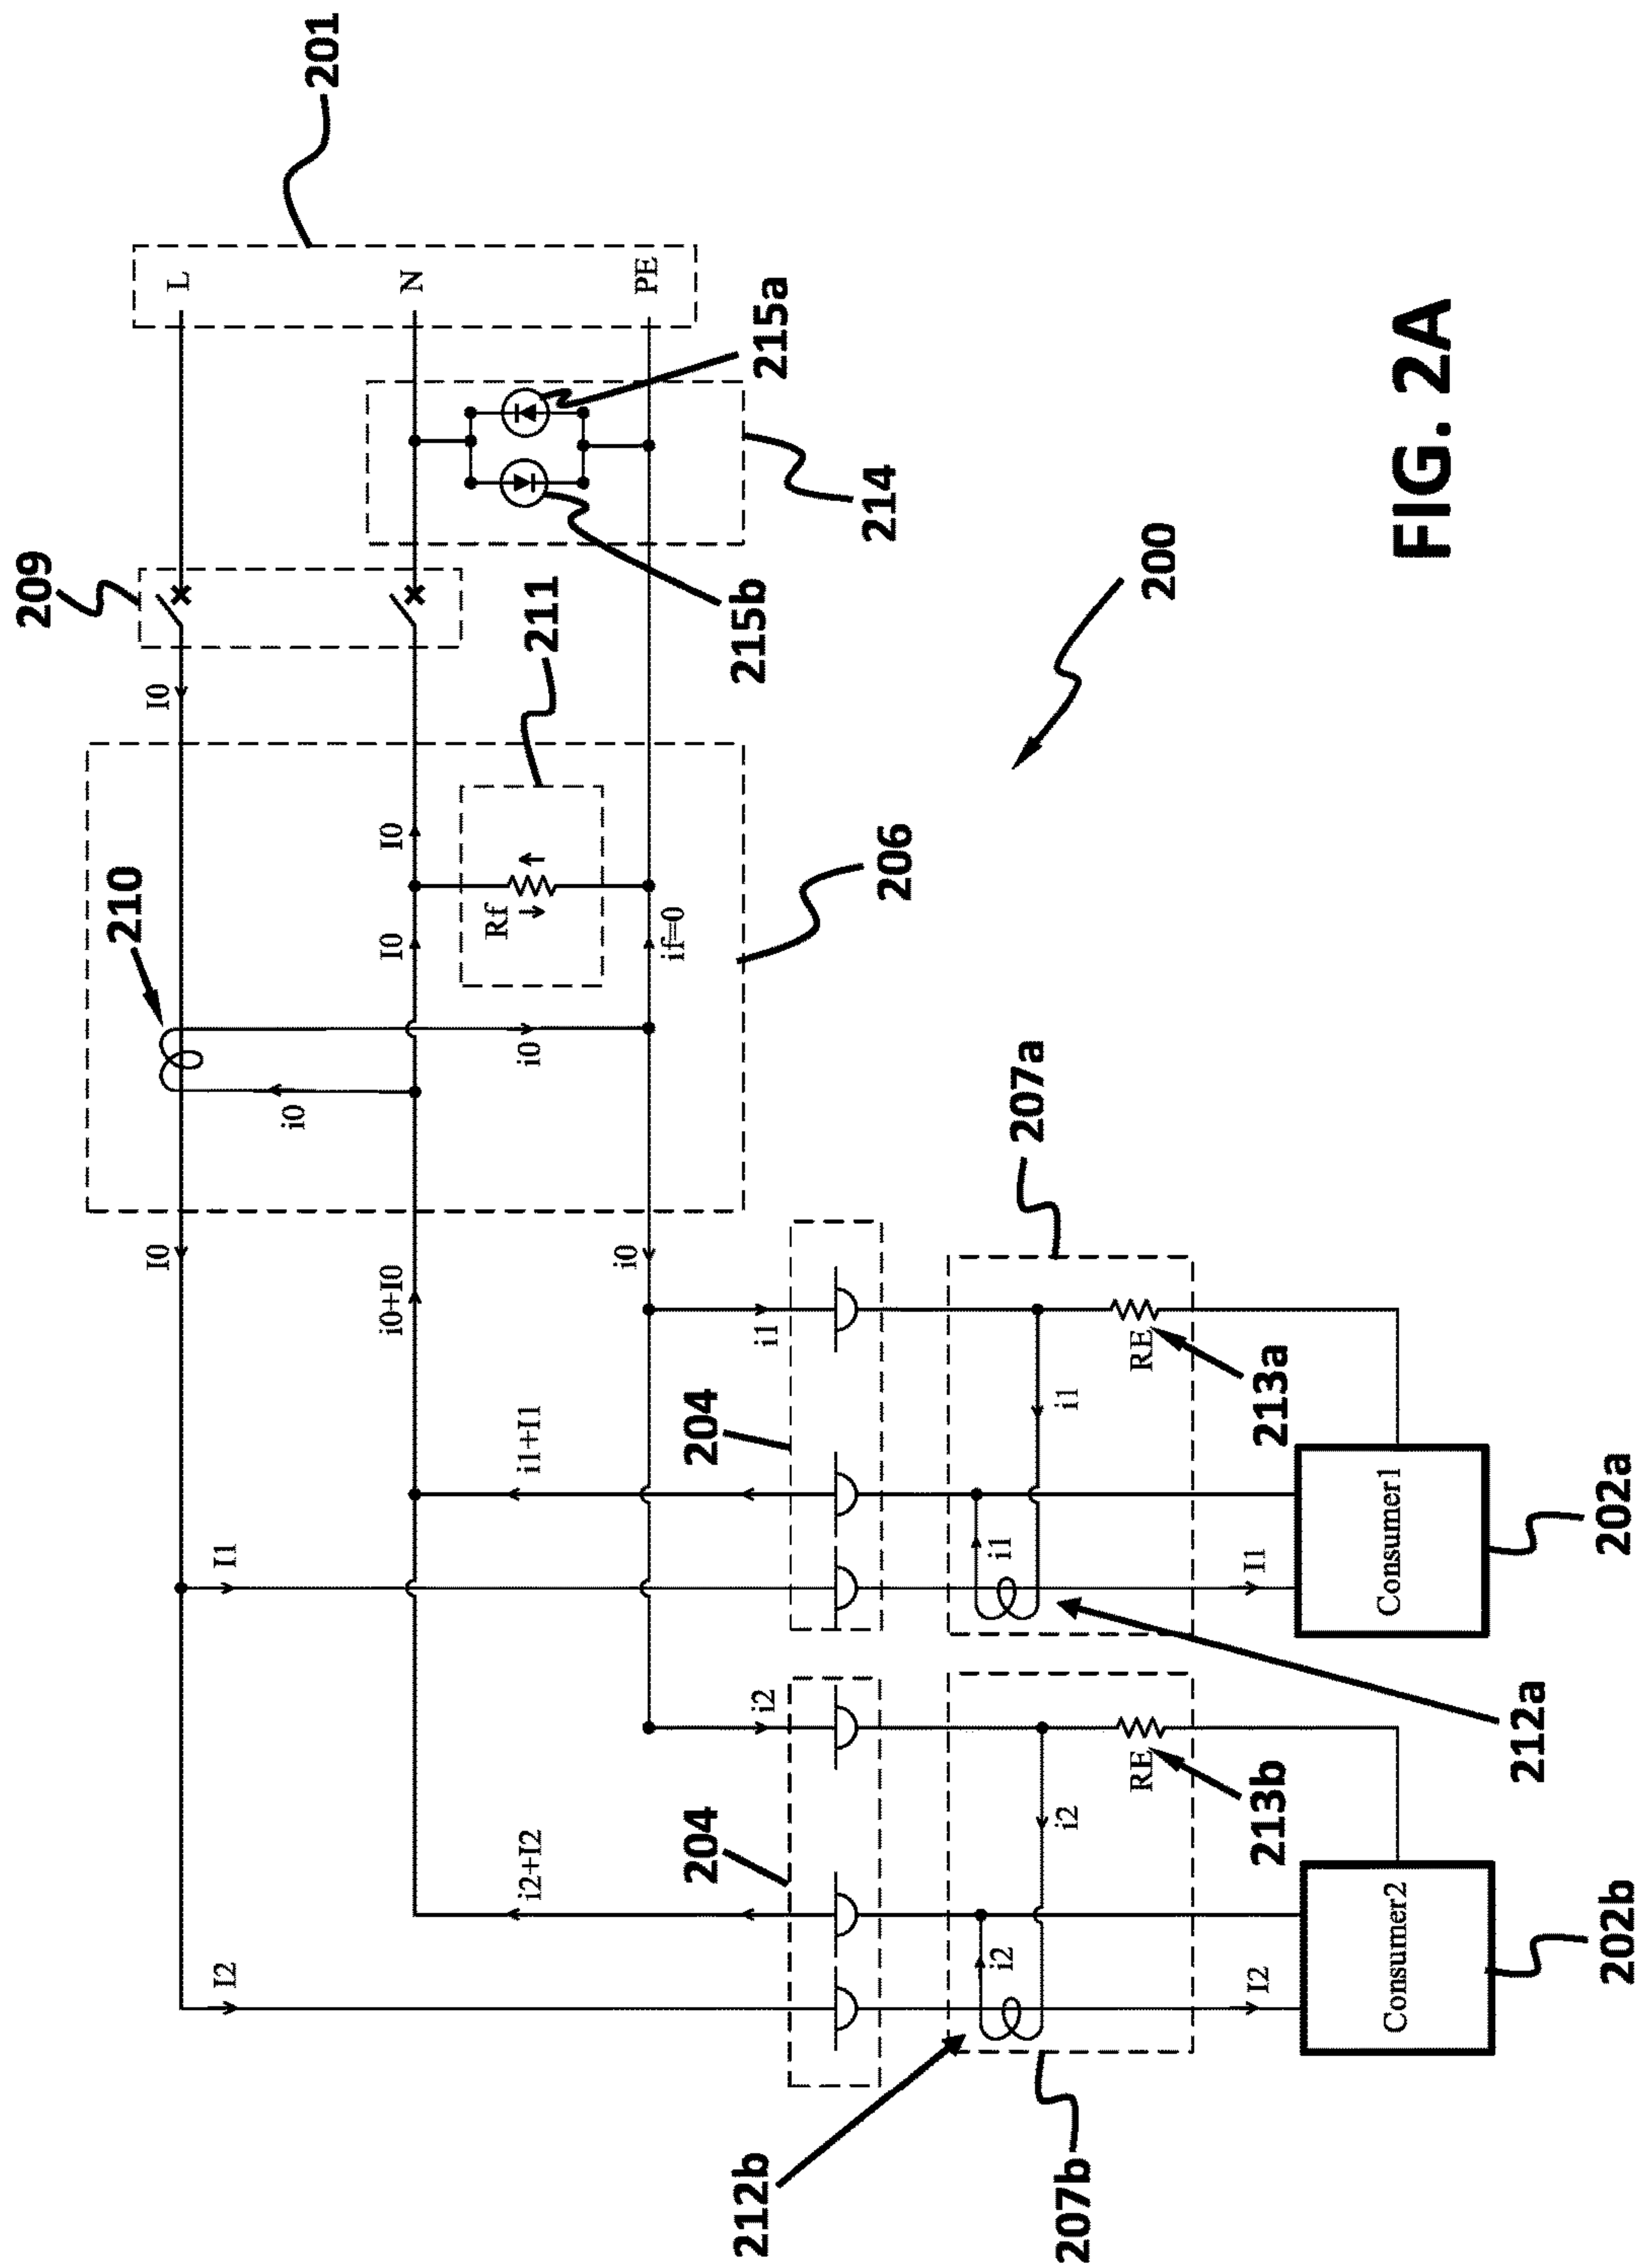 201
L
N
PE
215a
215b
214
209
211
I0
I0
I0
Rf
if=0
210
206
i0
i0
I0
i0+I0
i0
200
207a
204
i1
i1+I1
I1
i1
i1
RE
213a
I1
Consumer1
202a
212a
204
i2
i2+I2
I2
i2
i2
RE
213b
I2
Consumer2
202b
212b
207b
FIG. 2A